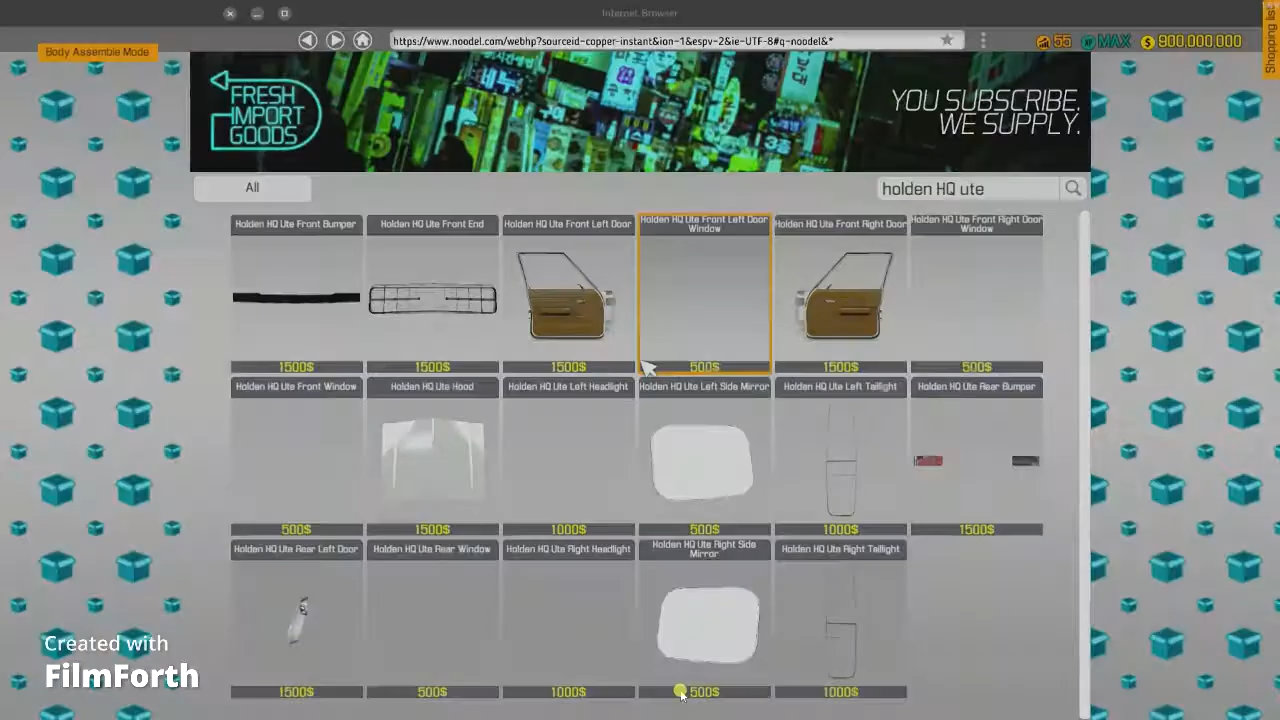 Internet Browser
Shopping list
Body Assemble Mode
https://www.noodel.com/webhp?sourceid-copper-instant&ion-1&espv-2&ie-UTF-8#q-noodel&*
55
XP MAX
$ 900.000.000
FRESH
IMPORT
GOODS
YOU SUBSCRIBE.
WE SUPPLY.
All
holden HQ ute
Holden HQ Ute Front Bumper
Holden HQ Ute Front End
Holden HQ Ute Front Left Door
Holden HQ Ute Front Left Door
Window
Holden HQ Ute Front Right Door
Holden HQ Ute Front Right Door
Window
1500$
1500$
1500$
500$
1500$
500$
Holden HQ Ute Front Window
Holden HQ Ute Hood
Holden HQ Ute Left Headlight
Holden HQ Ute Left Side Mirror
Holden HQ Ute Left Taillight
Holden HQ Ute Rear Bumper
500$
1500$
1000$
500$
1000$
1500$
Holden HQ Ute Rear Left Door
Holden HQ Ute Rear Window
Holden HQ Ute Right Headlight
Holden HQ Ute Right Side
Mirror
Holden HQ Ute Right Taillight
1500$
500$
1000$
500$
1000$
Created with
FilmForth